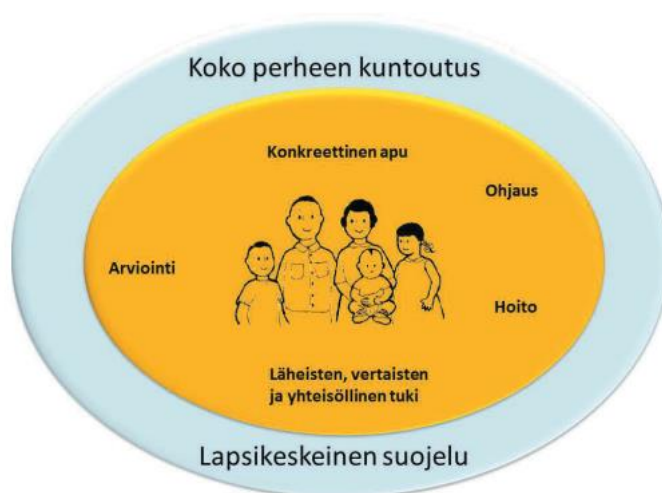 Koko perheen kuntoutus
Konkreettinen apu
Ohjaus
Arviointi
Hoito
Läheisten, vertaisten
ja yhteisöllinen tuki
Lapsikeskeinen suojelu